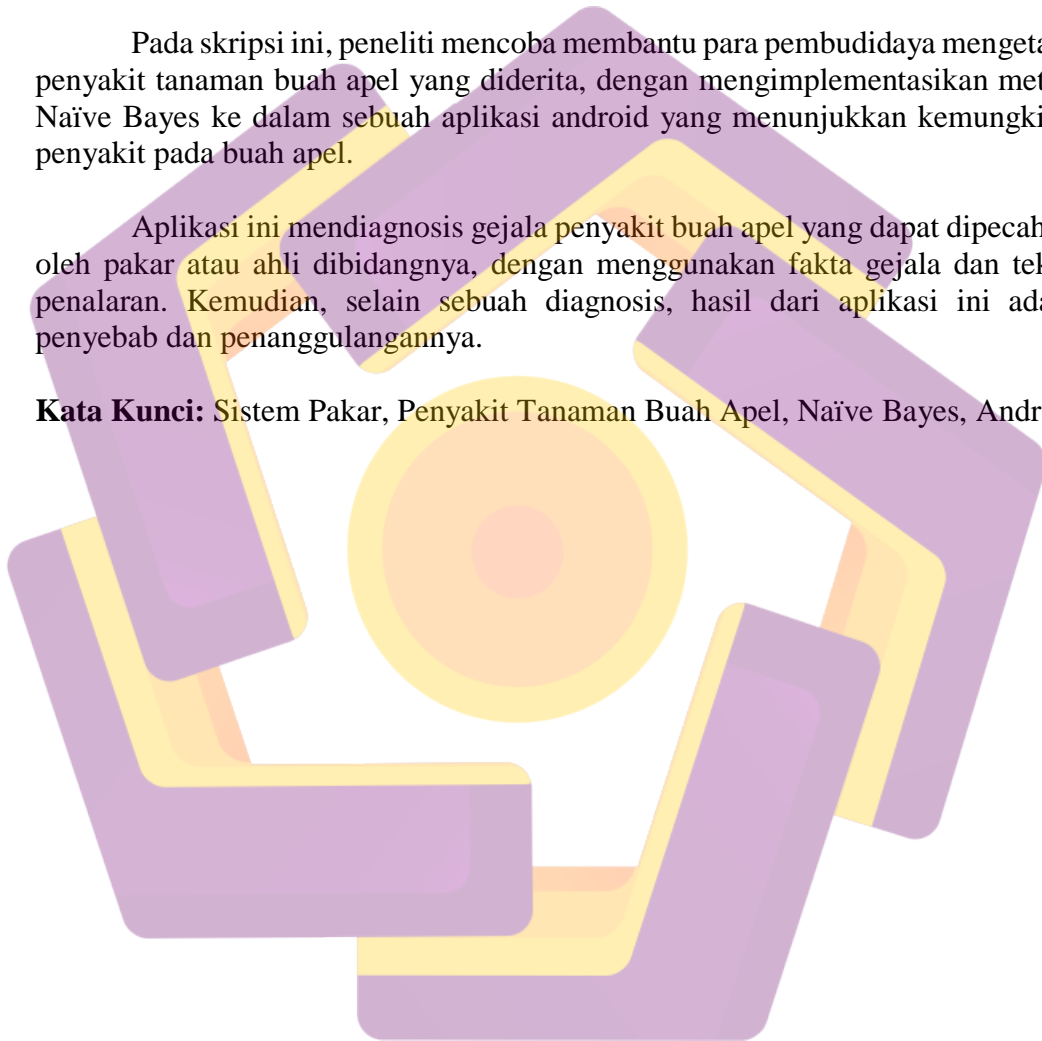 Pada skripsi ini, peneliti mencoba membantu para pembudidaya mengeta
penyakit tanaman buah apel yang diderita, dengan mengimplementasikan met
Naïve Bayes ke dalam sebuah aplikasi android yang menunjukkan kemungki
penyakit pada buah apel.
Aplikasi ini mendiagnosis gejala penyakit buah apel yang dapat dipecah
oleh pakar atau ahli dibidangnya, dengan menggunakan fakta gejala dan tek
penalaran. Kemudian, selain sebuah diagnosis, hasil dari aplikasi ini ada
penyebab dan penanggulangannya.
Kata Kunci: Sistem Pakar, Penyakit Tanaman Buah Apel, Naïve Bayes, Andr